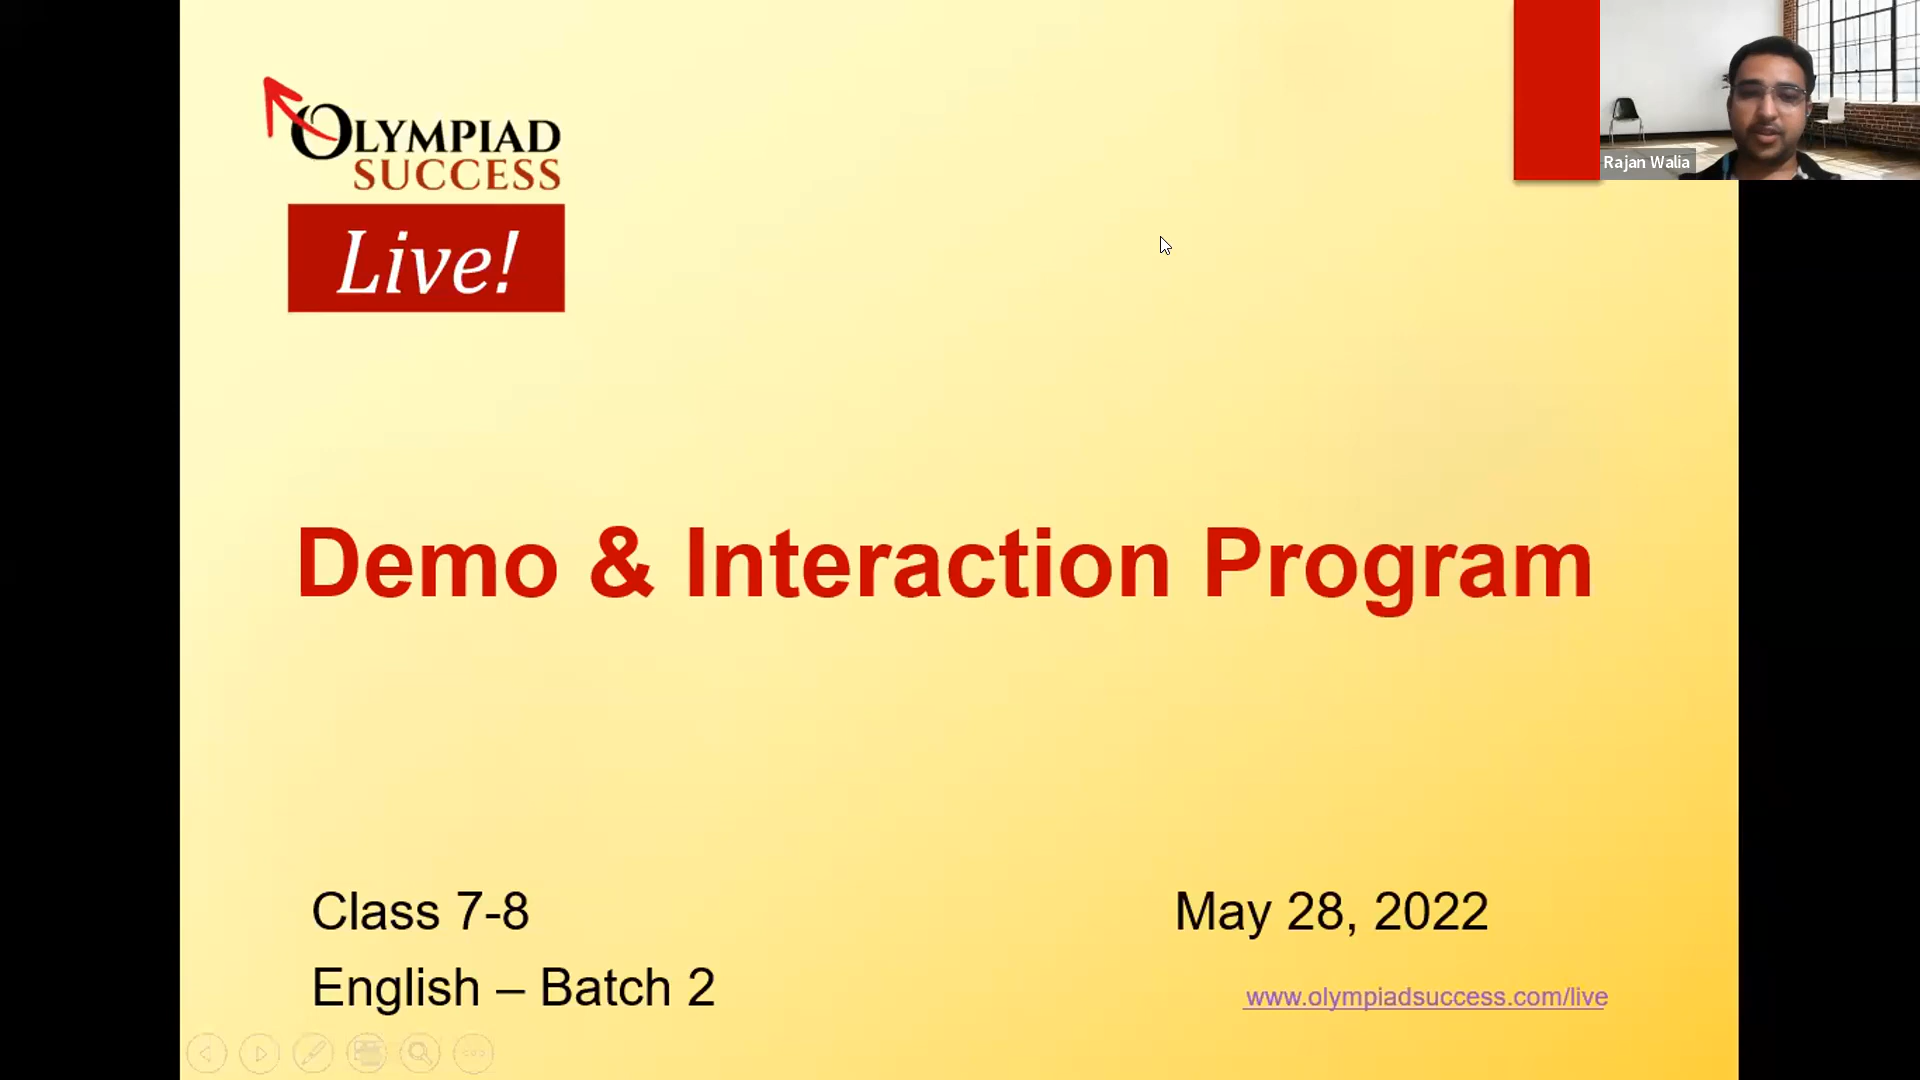 OLYMPIAD
SUCCESS
Live!
Rajan Walia
Demo & Interaction Program
Class 7-8
May 28, 2022
English – Batch 2
www.olympiadsuccess.com/live